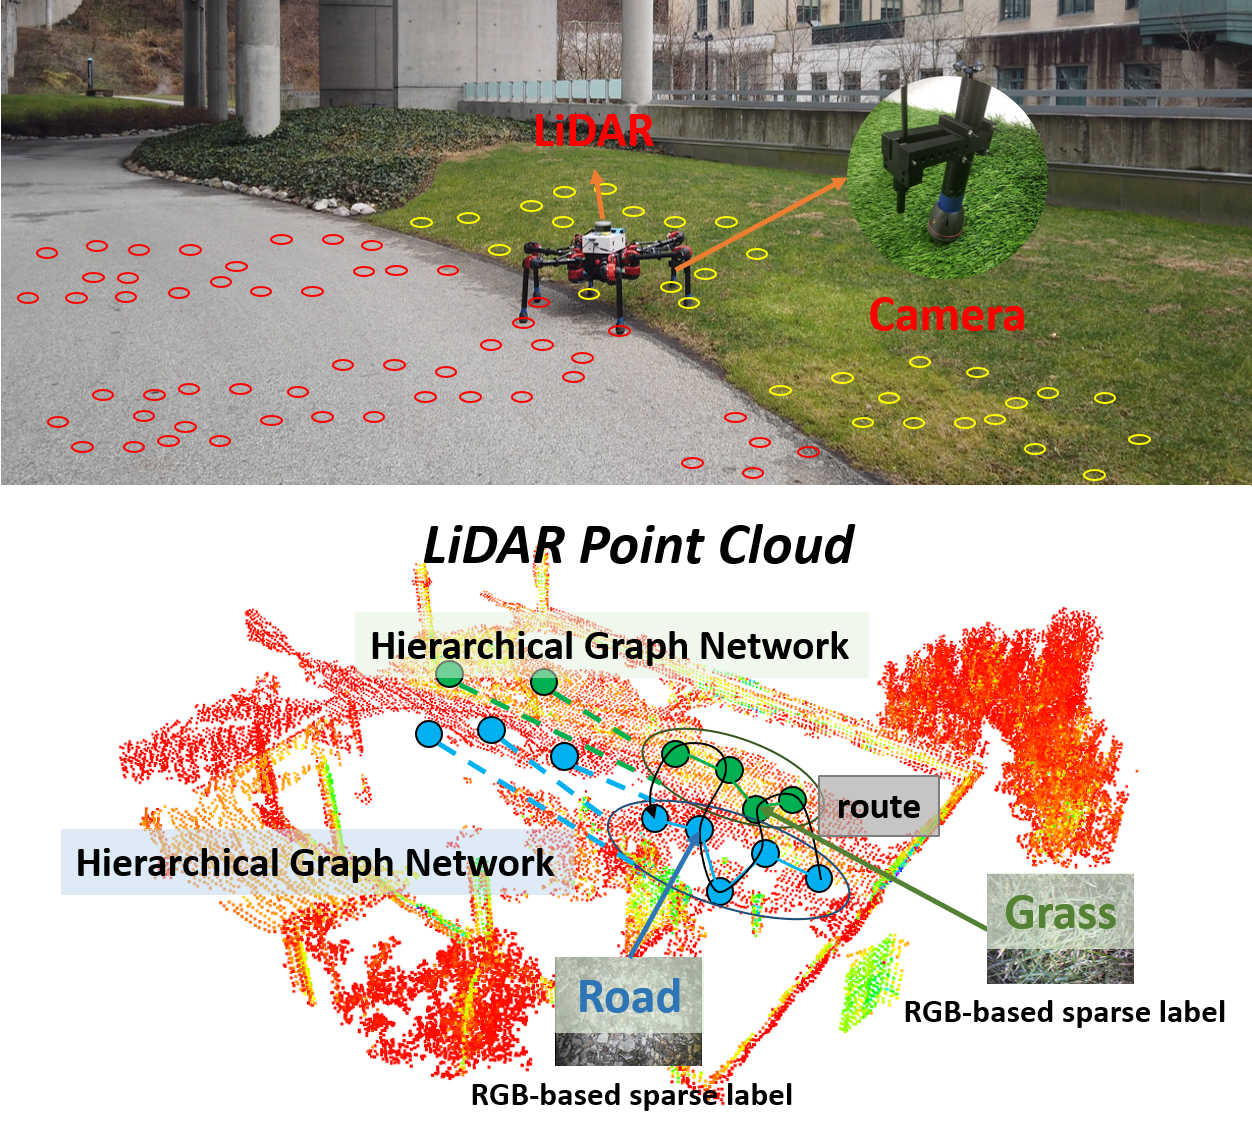 LiDAR
Camera
LiDAR Point Cloud
Hierarchical Graph Network
route
Hierarchical Graph Network
Grass
Road
RGB-based sparse label
RGB-based sparse label